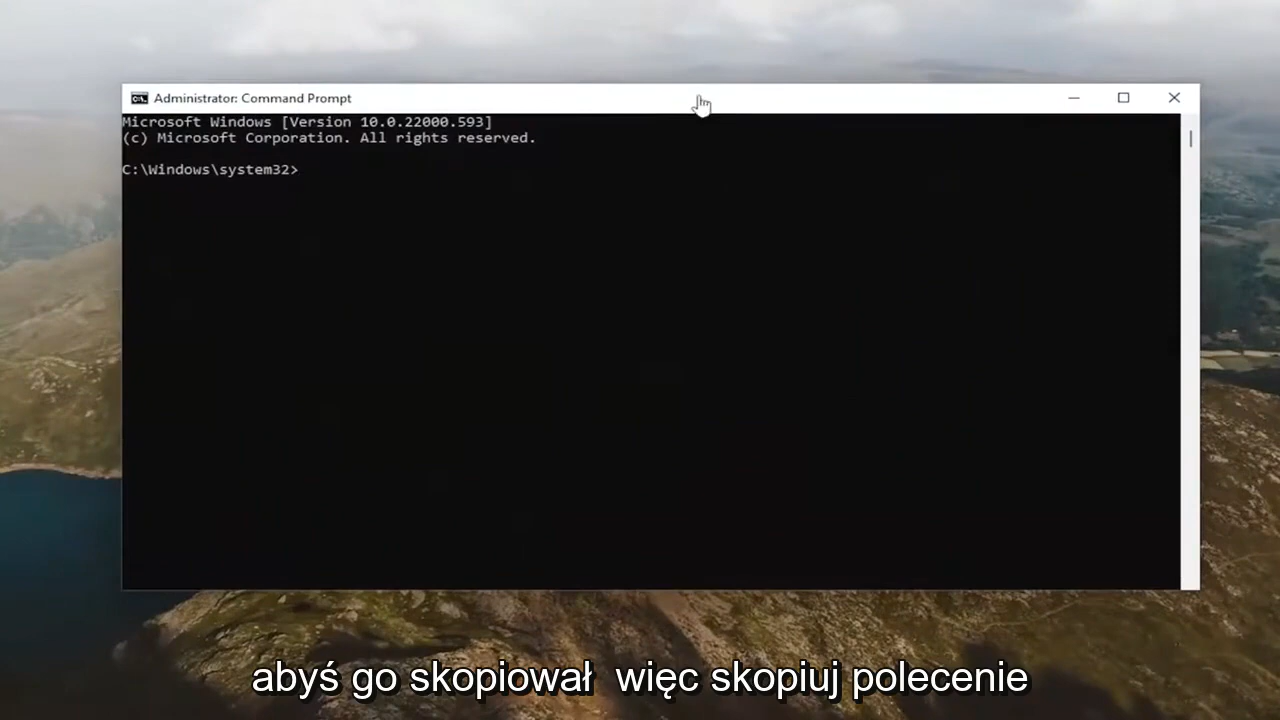 Administrator: Command Prompt
Microsoft Windows [Version 10.0.22000.593]
(c) Microsoft Corporation. All rights reserved.
C:\Windows\system32>
abyś go skopiował więc skopiuj polecenie